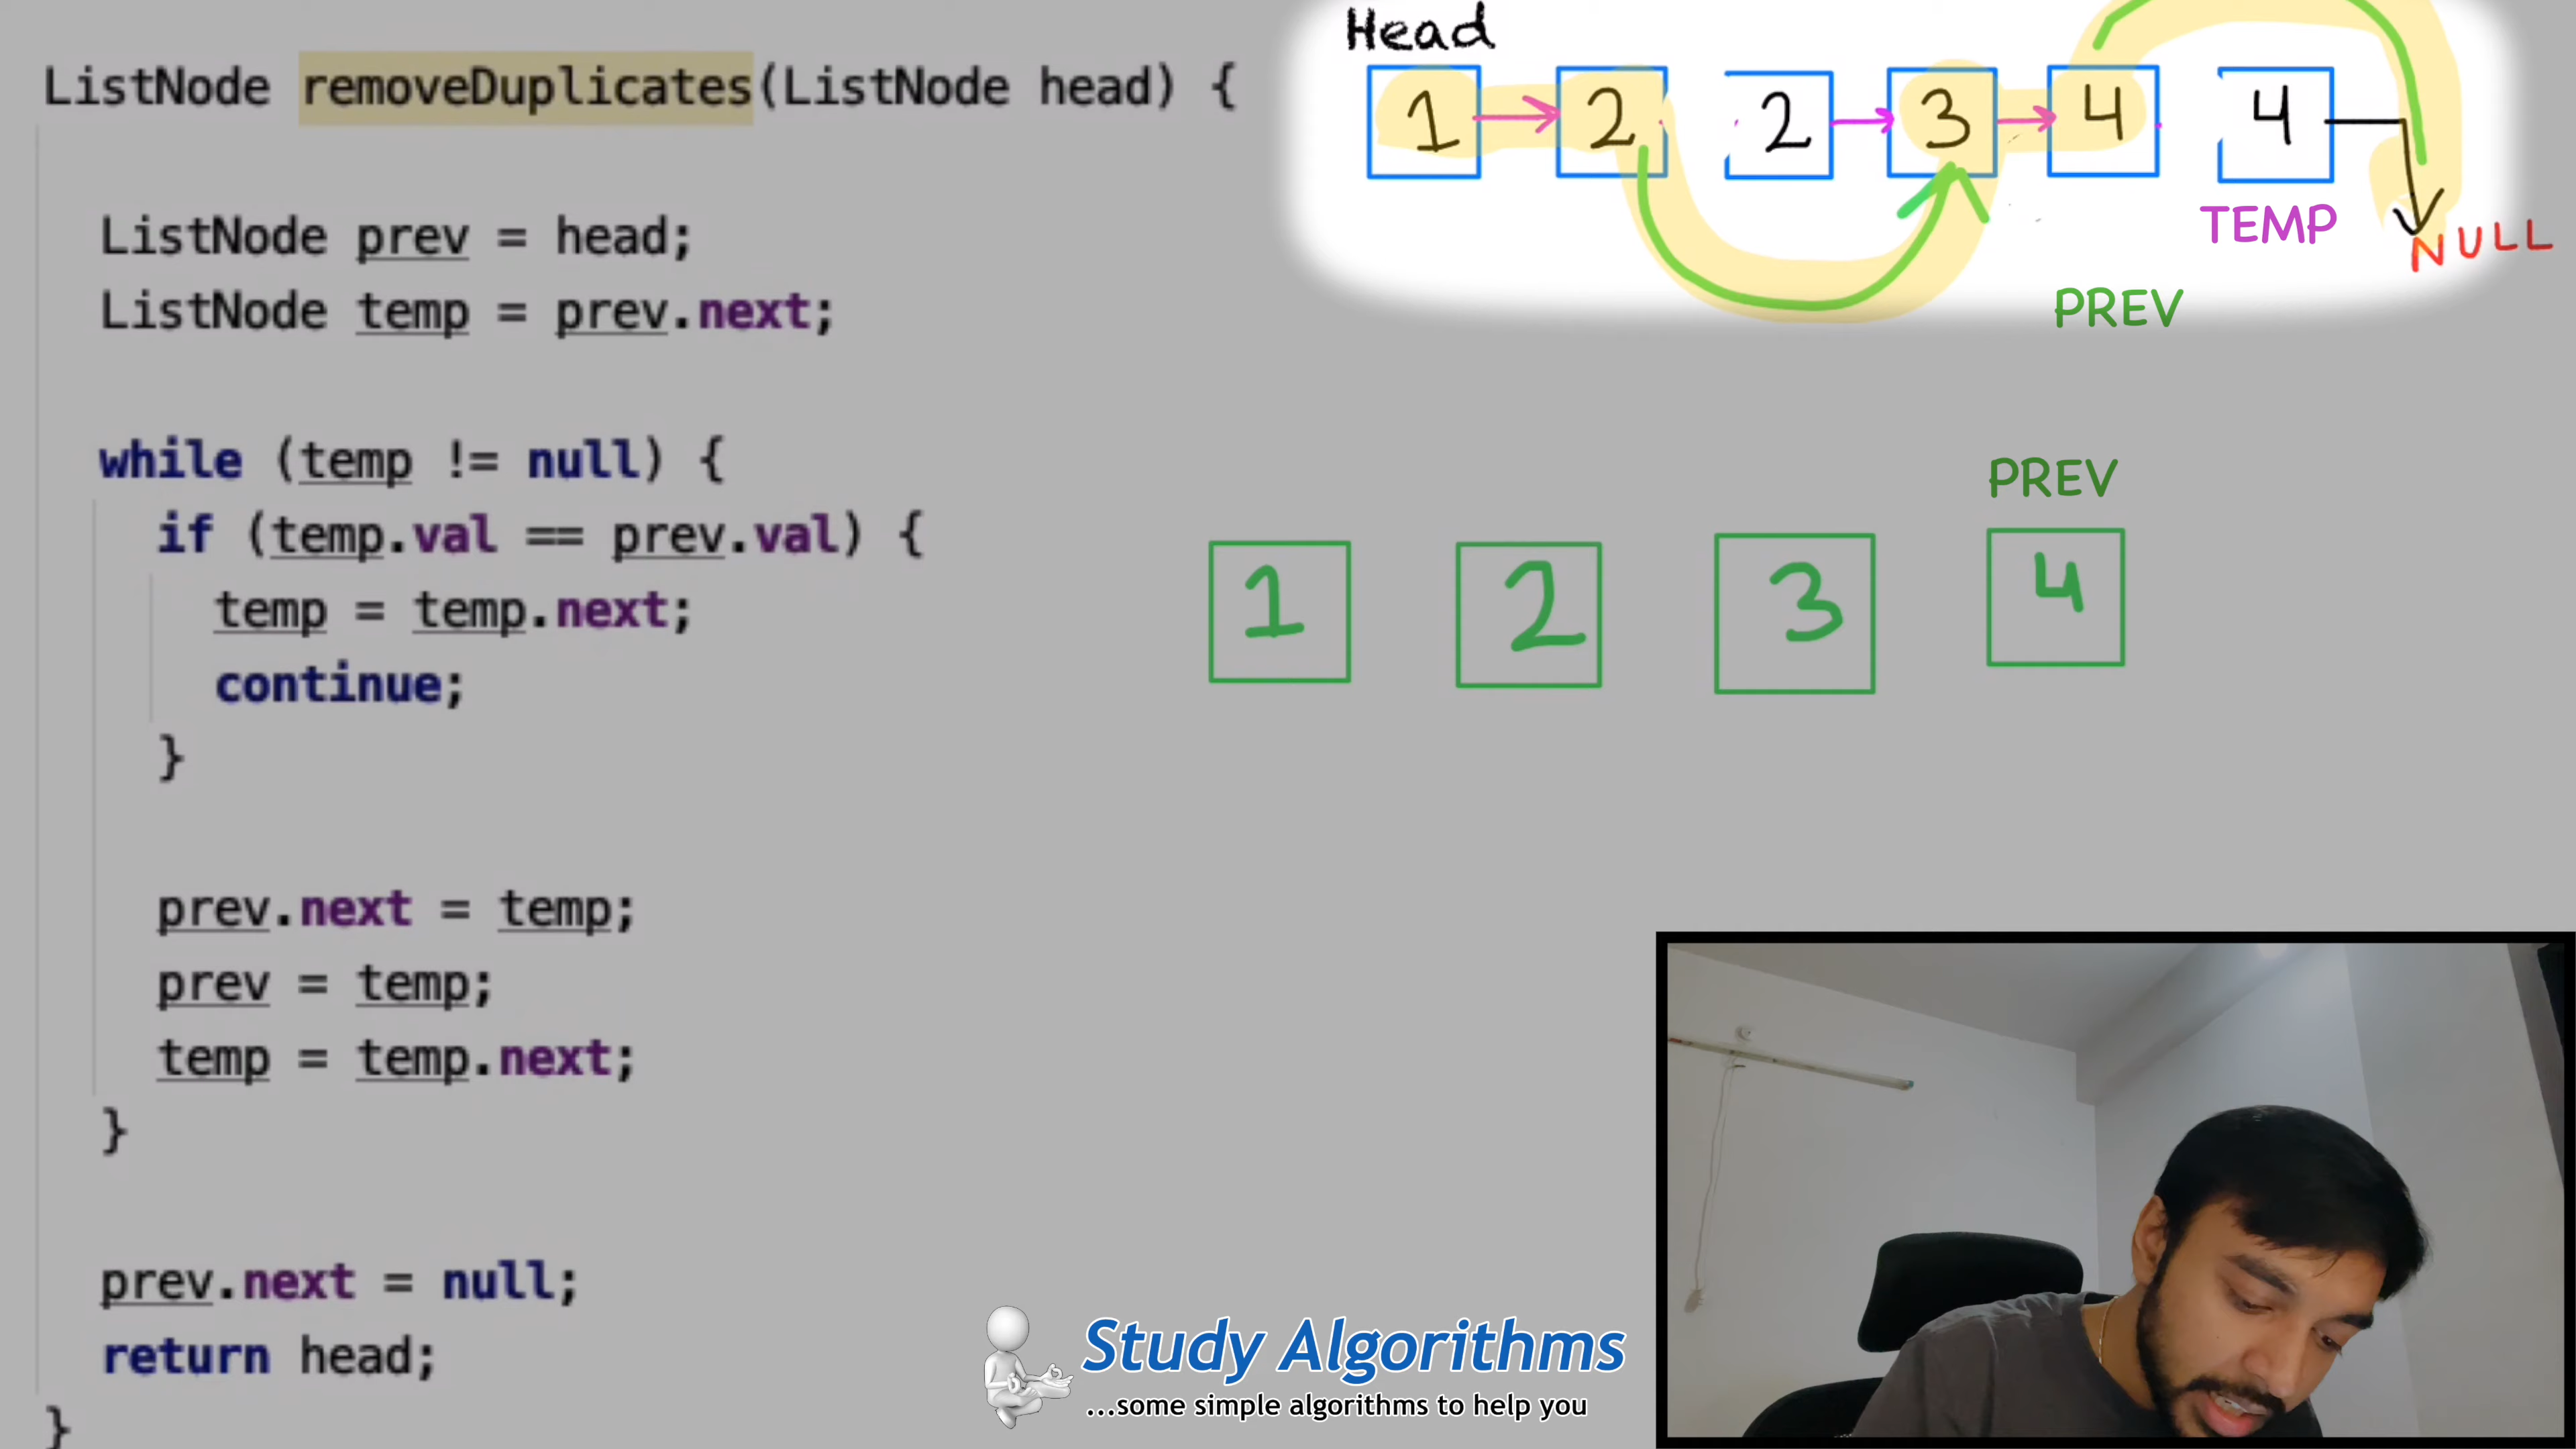 ListNode removeDuplicates(ListNode head) {
ListNode prev = head;
ListNode temp = prev.next;
while (temp != null) {
if (temp.val == prev.val) {
temp = temp.next;
continue;
}
prev.next = temp;
prev = temp;
temp = temp.next;
}
prev.next = null;
return head;
}
Head
1 2 2 3 4 4
TEMP
NULL
PREV
PREV
1 2 3 4
Study Algorithms
...some simple algorithms to help you